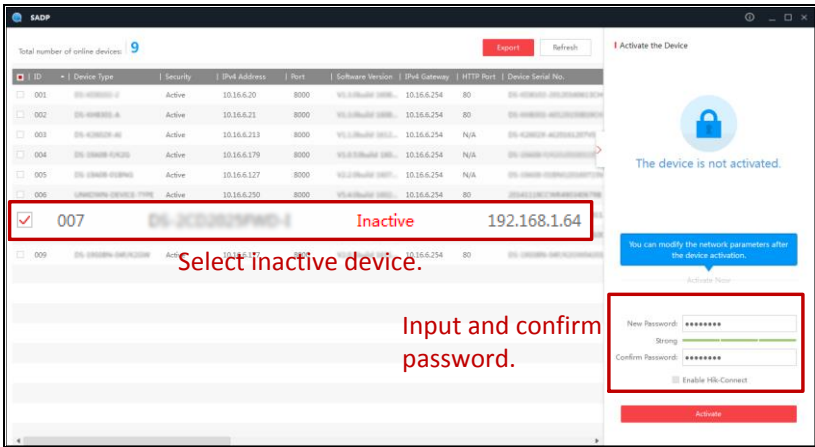 SADP
Total number of online devices: 9
Export Refresh
ID Device Type Security IPv4 Address Port Software Version IPv4 Gateway HTTP Port Device Serial No.
001 Active 10.16.6.20 8000 10.16.6.254 80
002 Active 10.16.6.21 8000 10.16.6.254 80
003 Active 10.16.6.213 8000 10.16.6.254 N/A
004 Active 10.16.6.179 8000 10.16.6.254 N/A
005 Active 10.16.6.127 8000 10.16.6.254 N/A
006 Active 10.16.6.250 8000 10.16.6.254 80
007 Inactive 192.168.1.64
009 8000 10.16.6.254 80
Select inactive device.
Input and confirm
password.
Activate the Device
The device is not activated.
You can modify the network parameters after
the device activation.
Activate Now
New Password:
Strong
Confirm Password:
Enable Hik-Connect
Activate